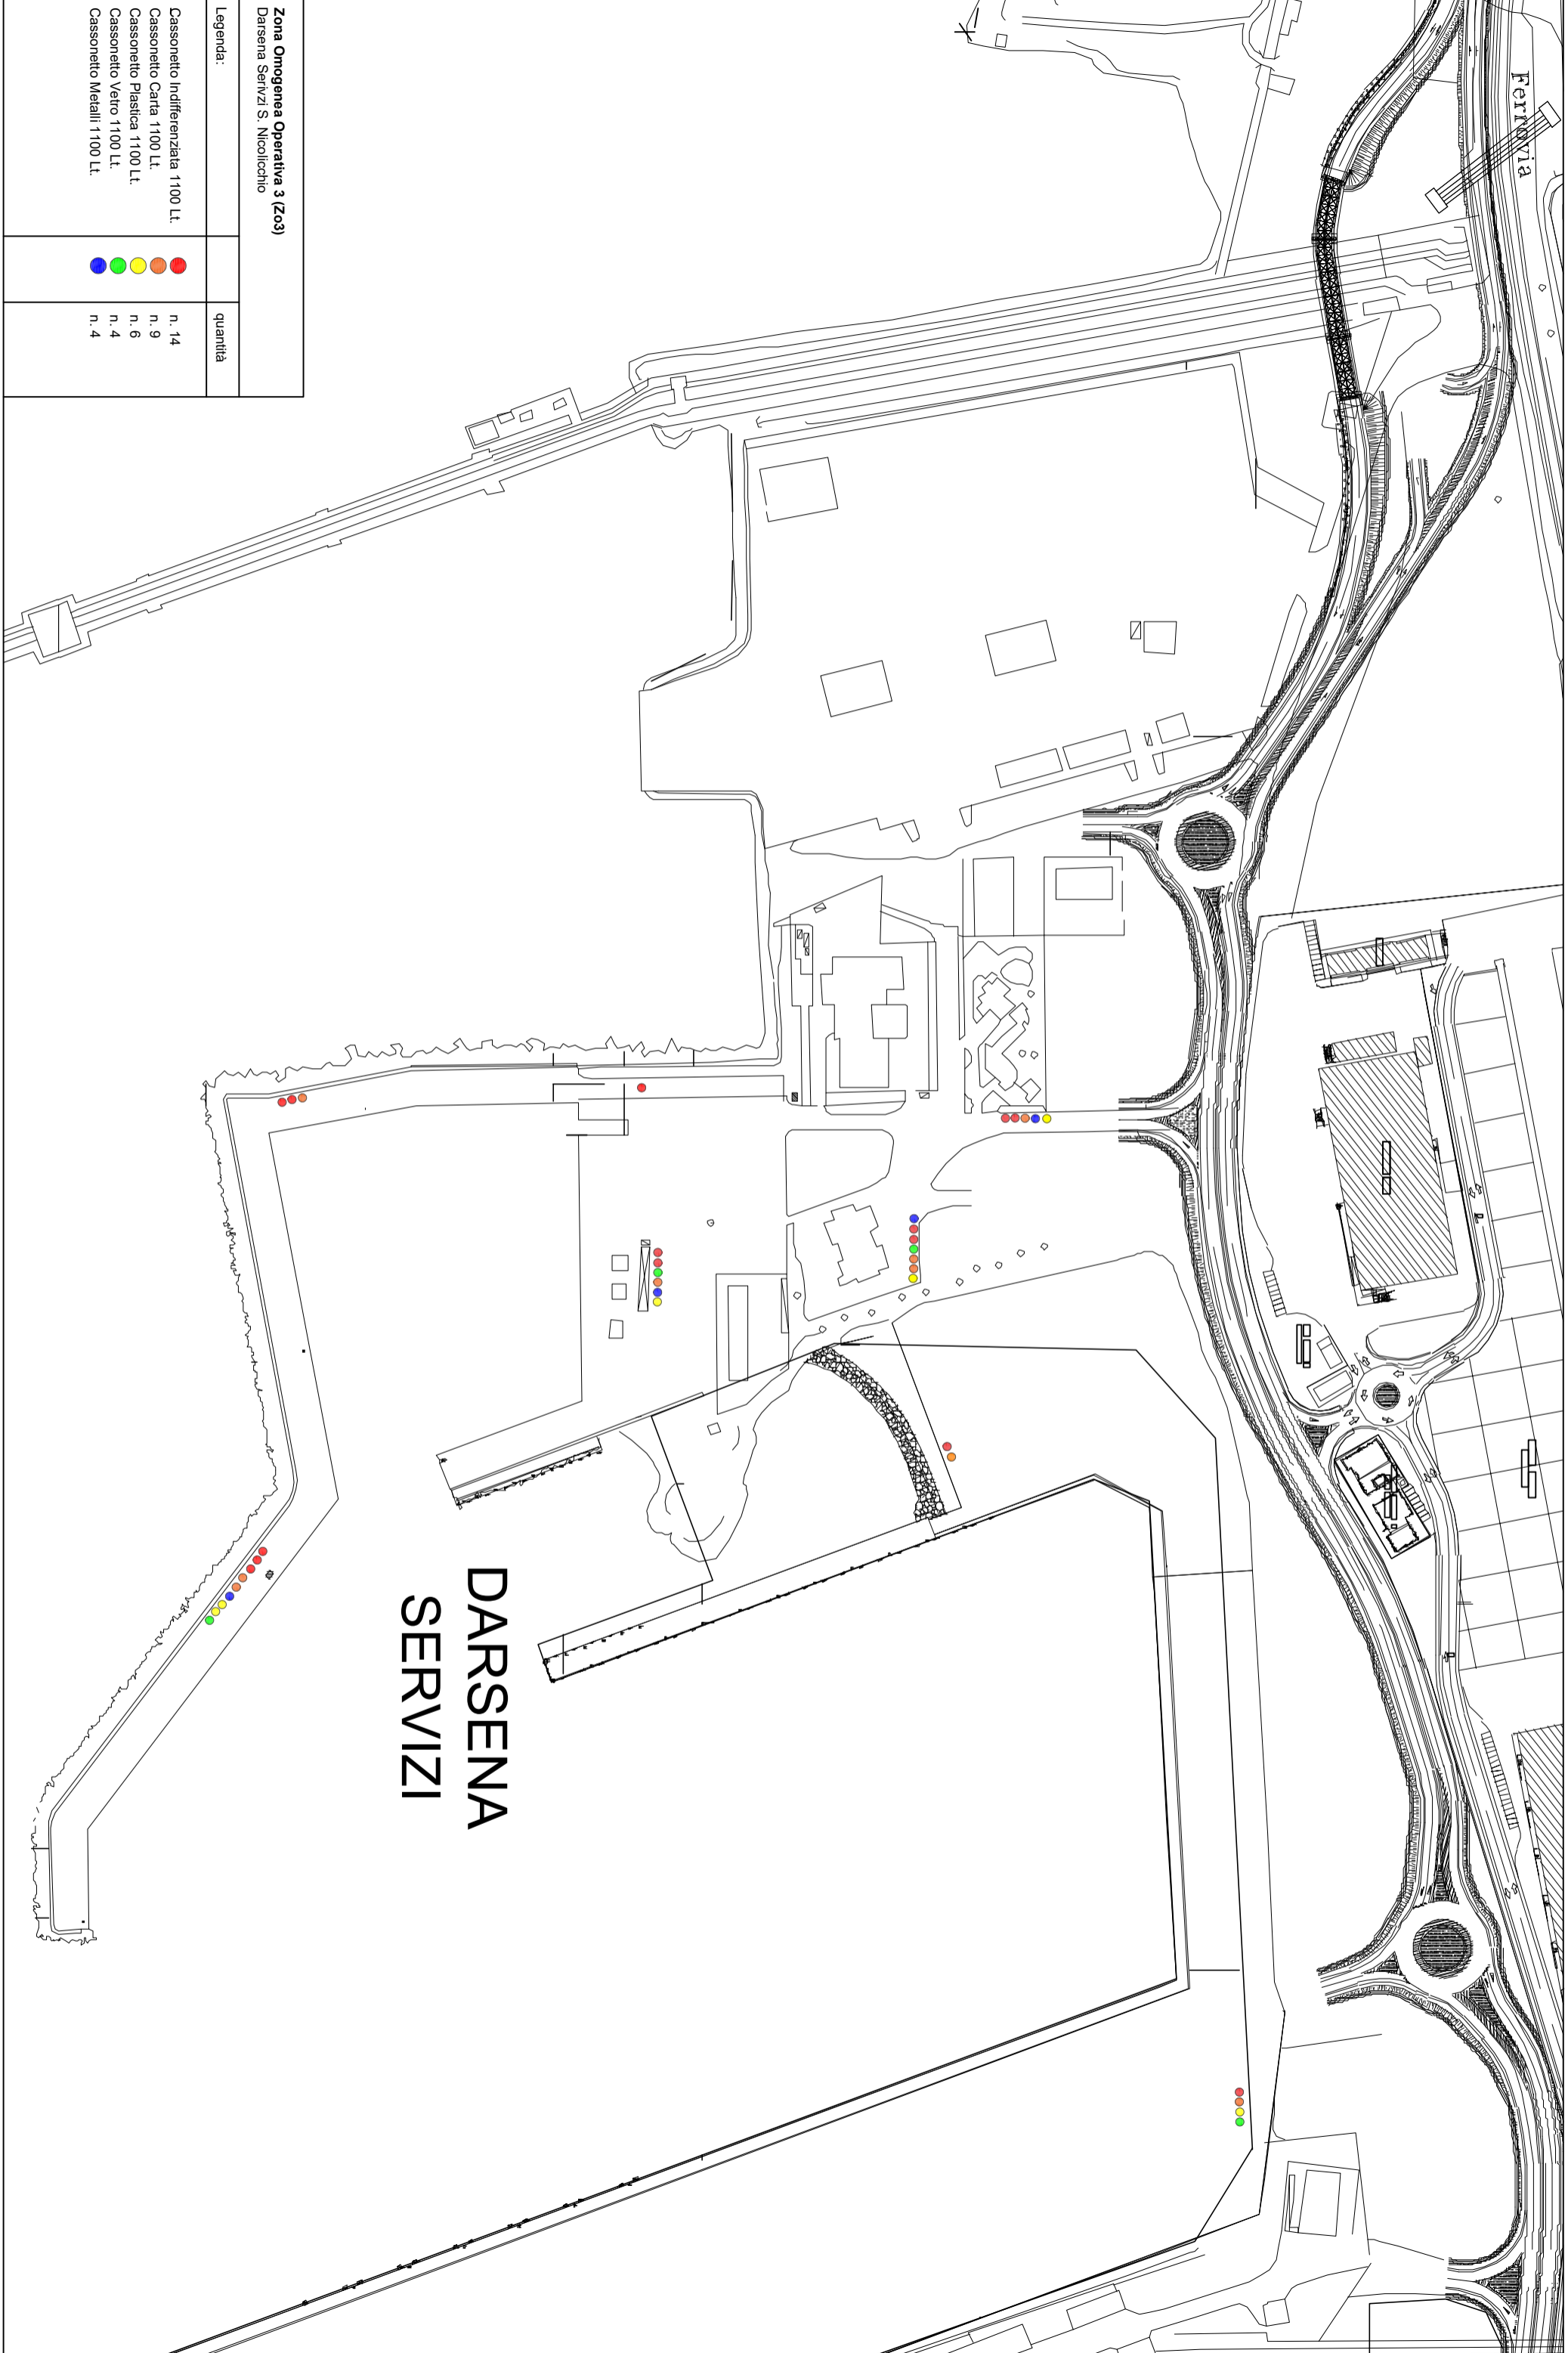 Zona Omogenea Operativa 3 (Zo3)
Darsena Serivzi S. Nicolicchio
Legenda:
quantità
Cassonetto Indifferenziata 1100 Lt.
n. 14
Cassonetto Carta 1100 Lt.
n. 9
Cassonetto Plastica 1100 Lt.
n. 6
Cassonetto Vetro 1100 Lt.
n. 4
Cassonetto Metalli 1100 Lt.
n. 4
Ferrovia
DARSENA
SERVIZI